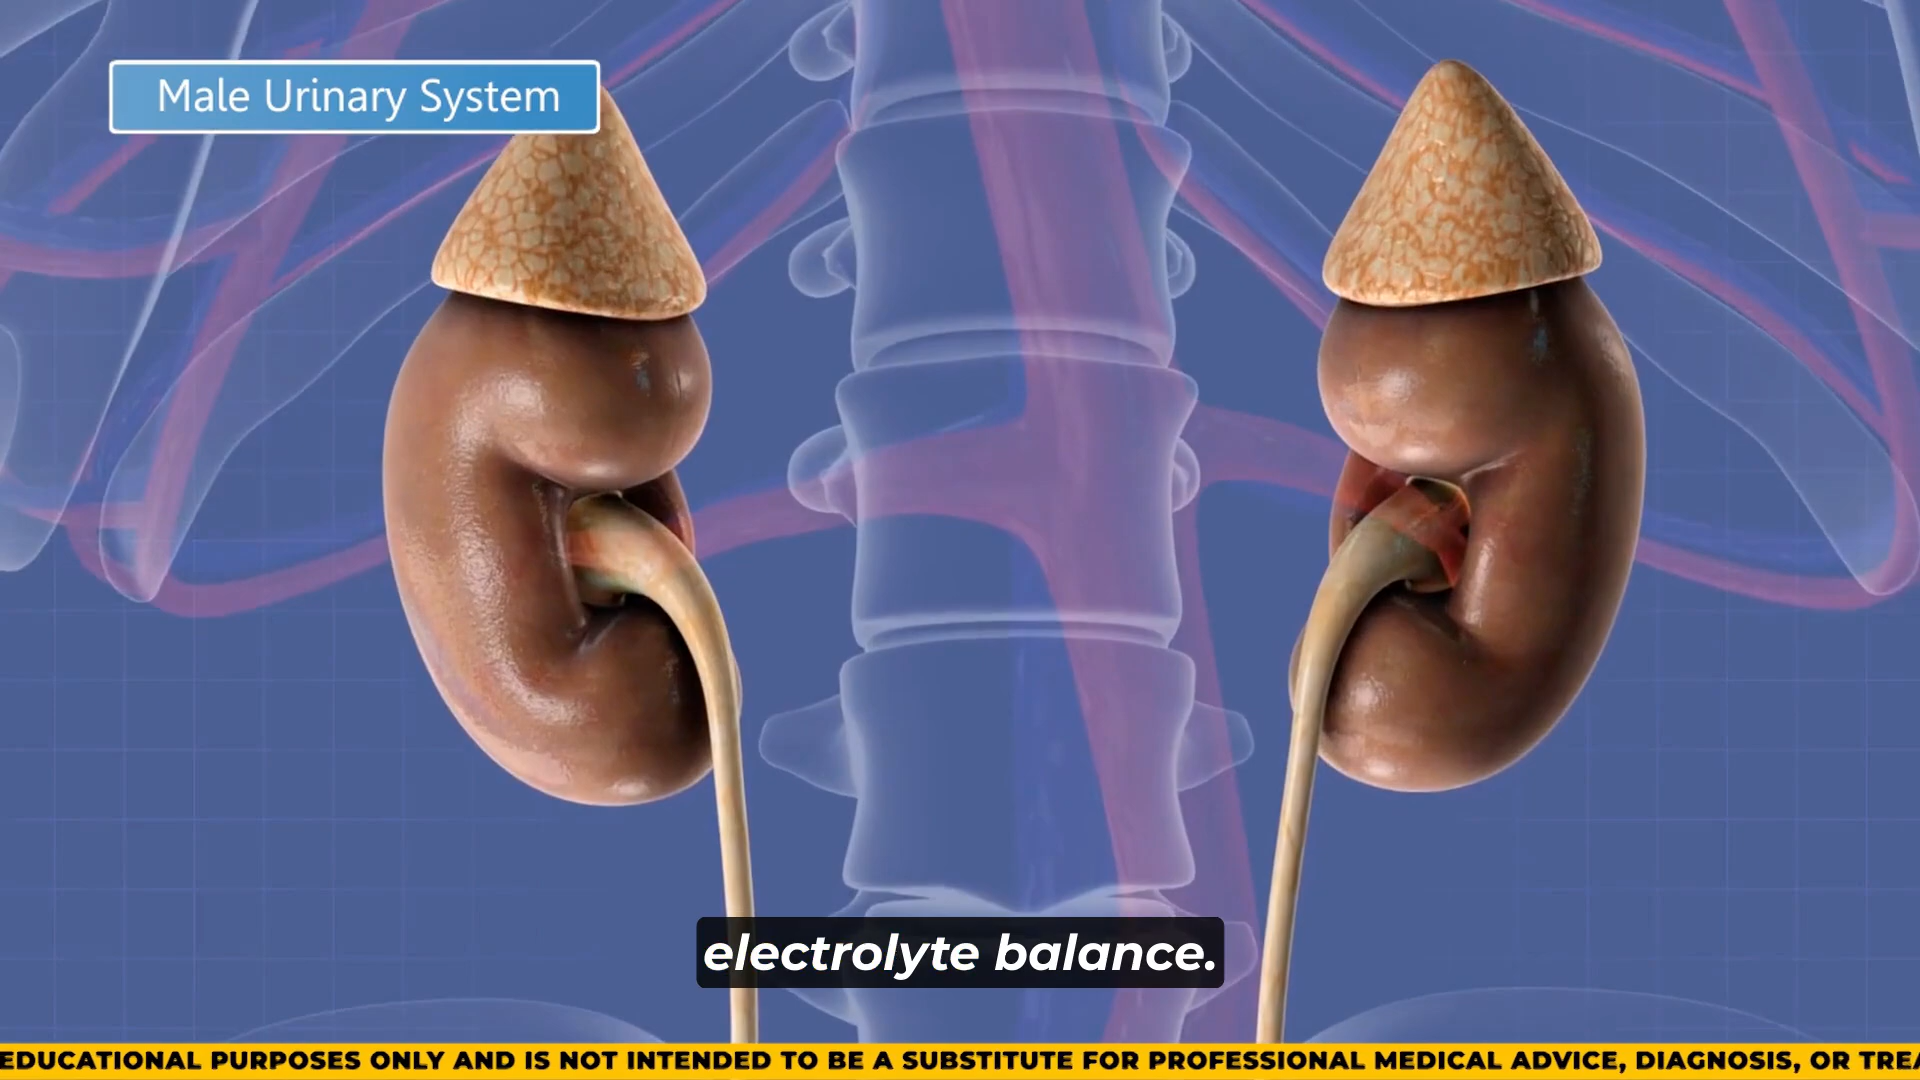 Male Urinary System
electrolyte balance.
EDUCATIONAL PURPOSES ONLY AND IS NOT INTENDED TO BE A SUBSTITUTE FOR PROFESSIONAL MEDICAL ADVICE, DIAGNOSIS, OR